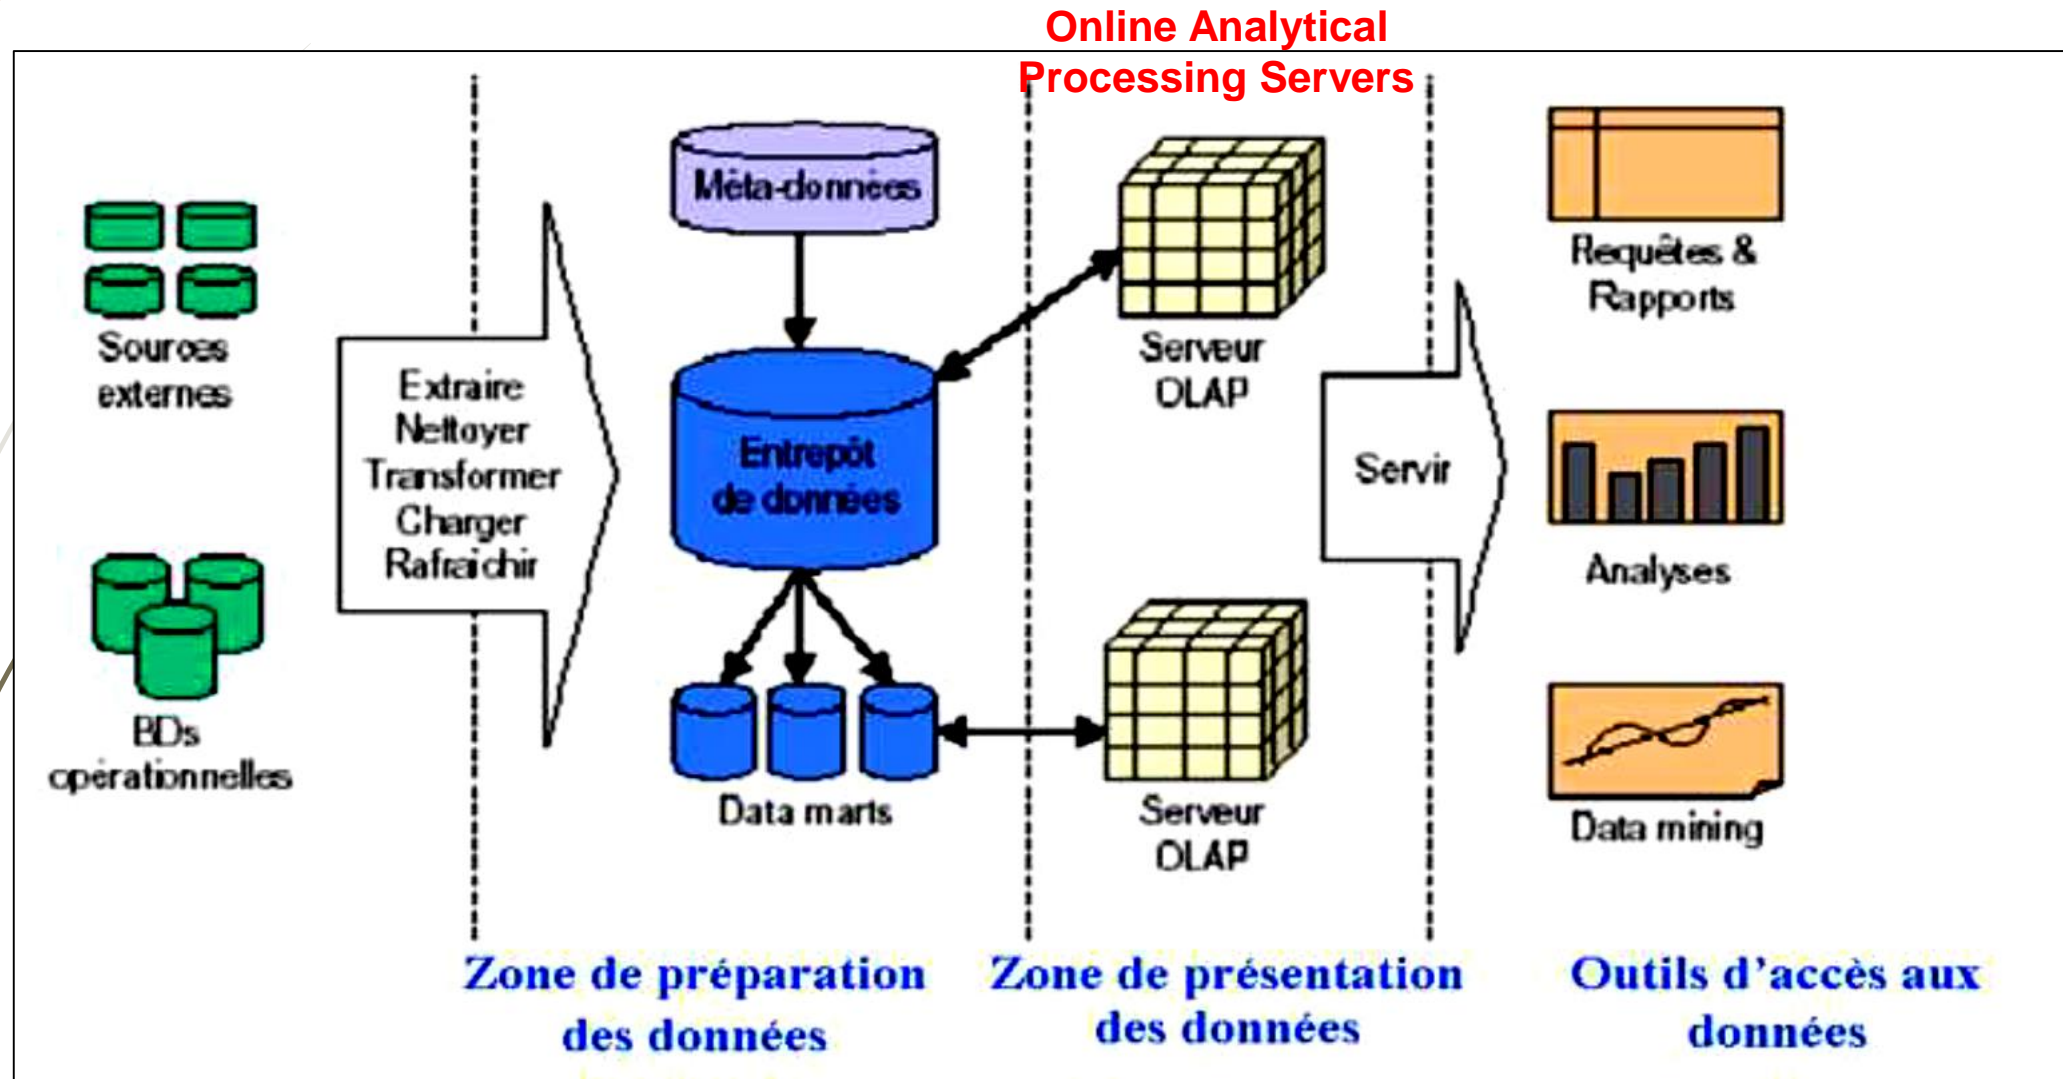 Online Analytical
Processing Servers
Sources
externes
BDs
opérationnelles
Extraire
Nettoyer
Transformer
Charger
Rafraichir
Méta-données
Entrepôt
de données
Data marts
Serveur
OLAP
Serveur
OLAP
Servir
Requêtes &
Rapports
Analyses
Data mining
Zone de préparation
des données
Zone de présentation
des données
Outils d'accès aux
données